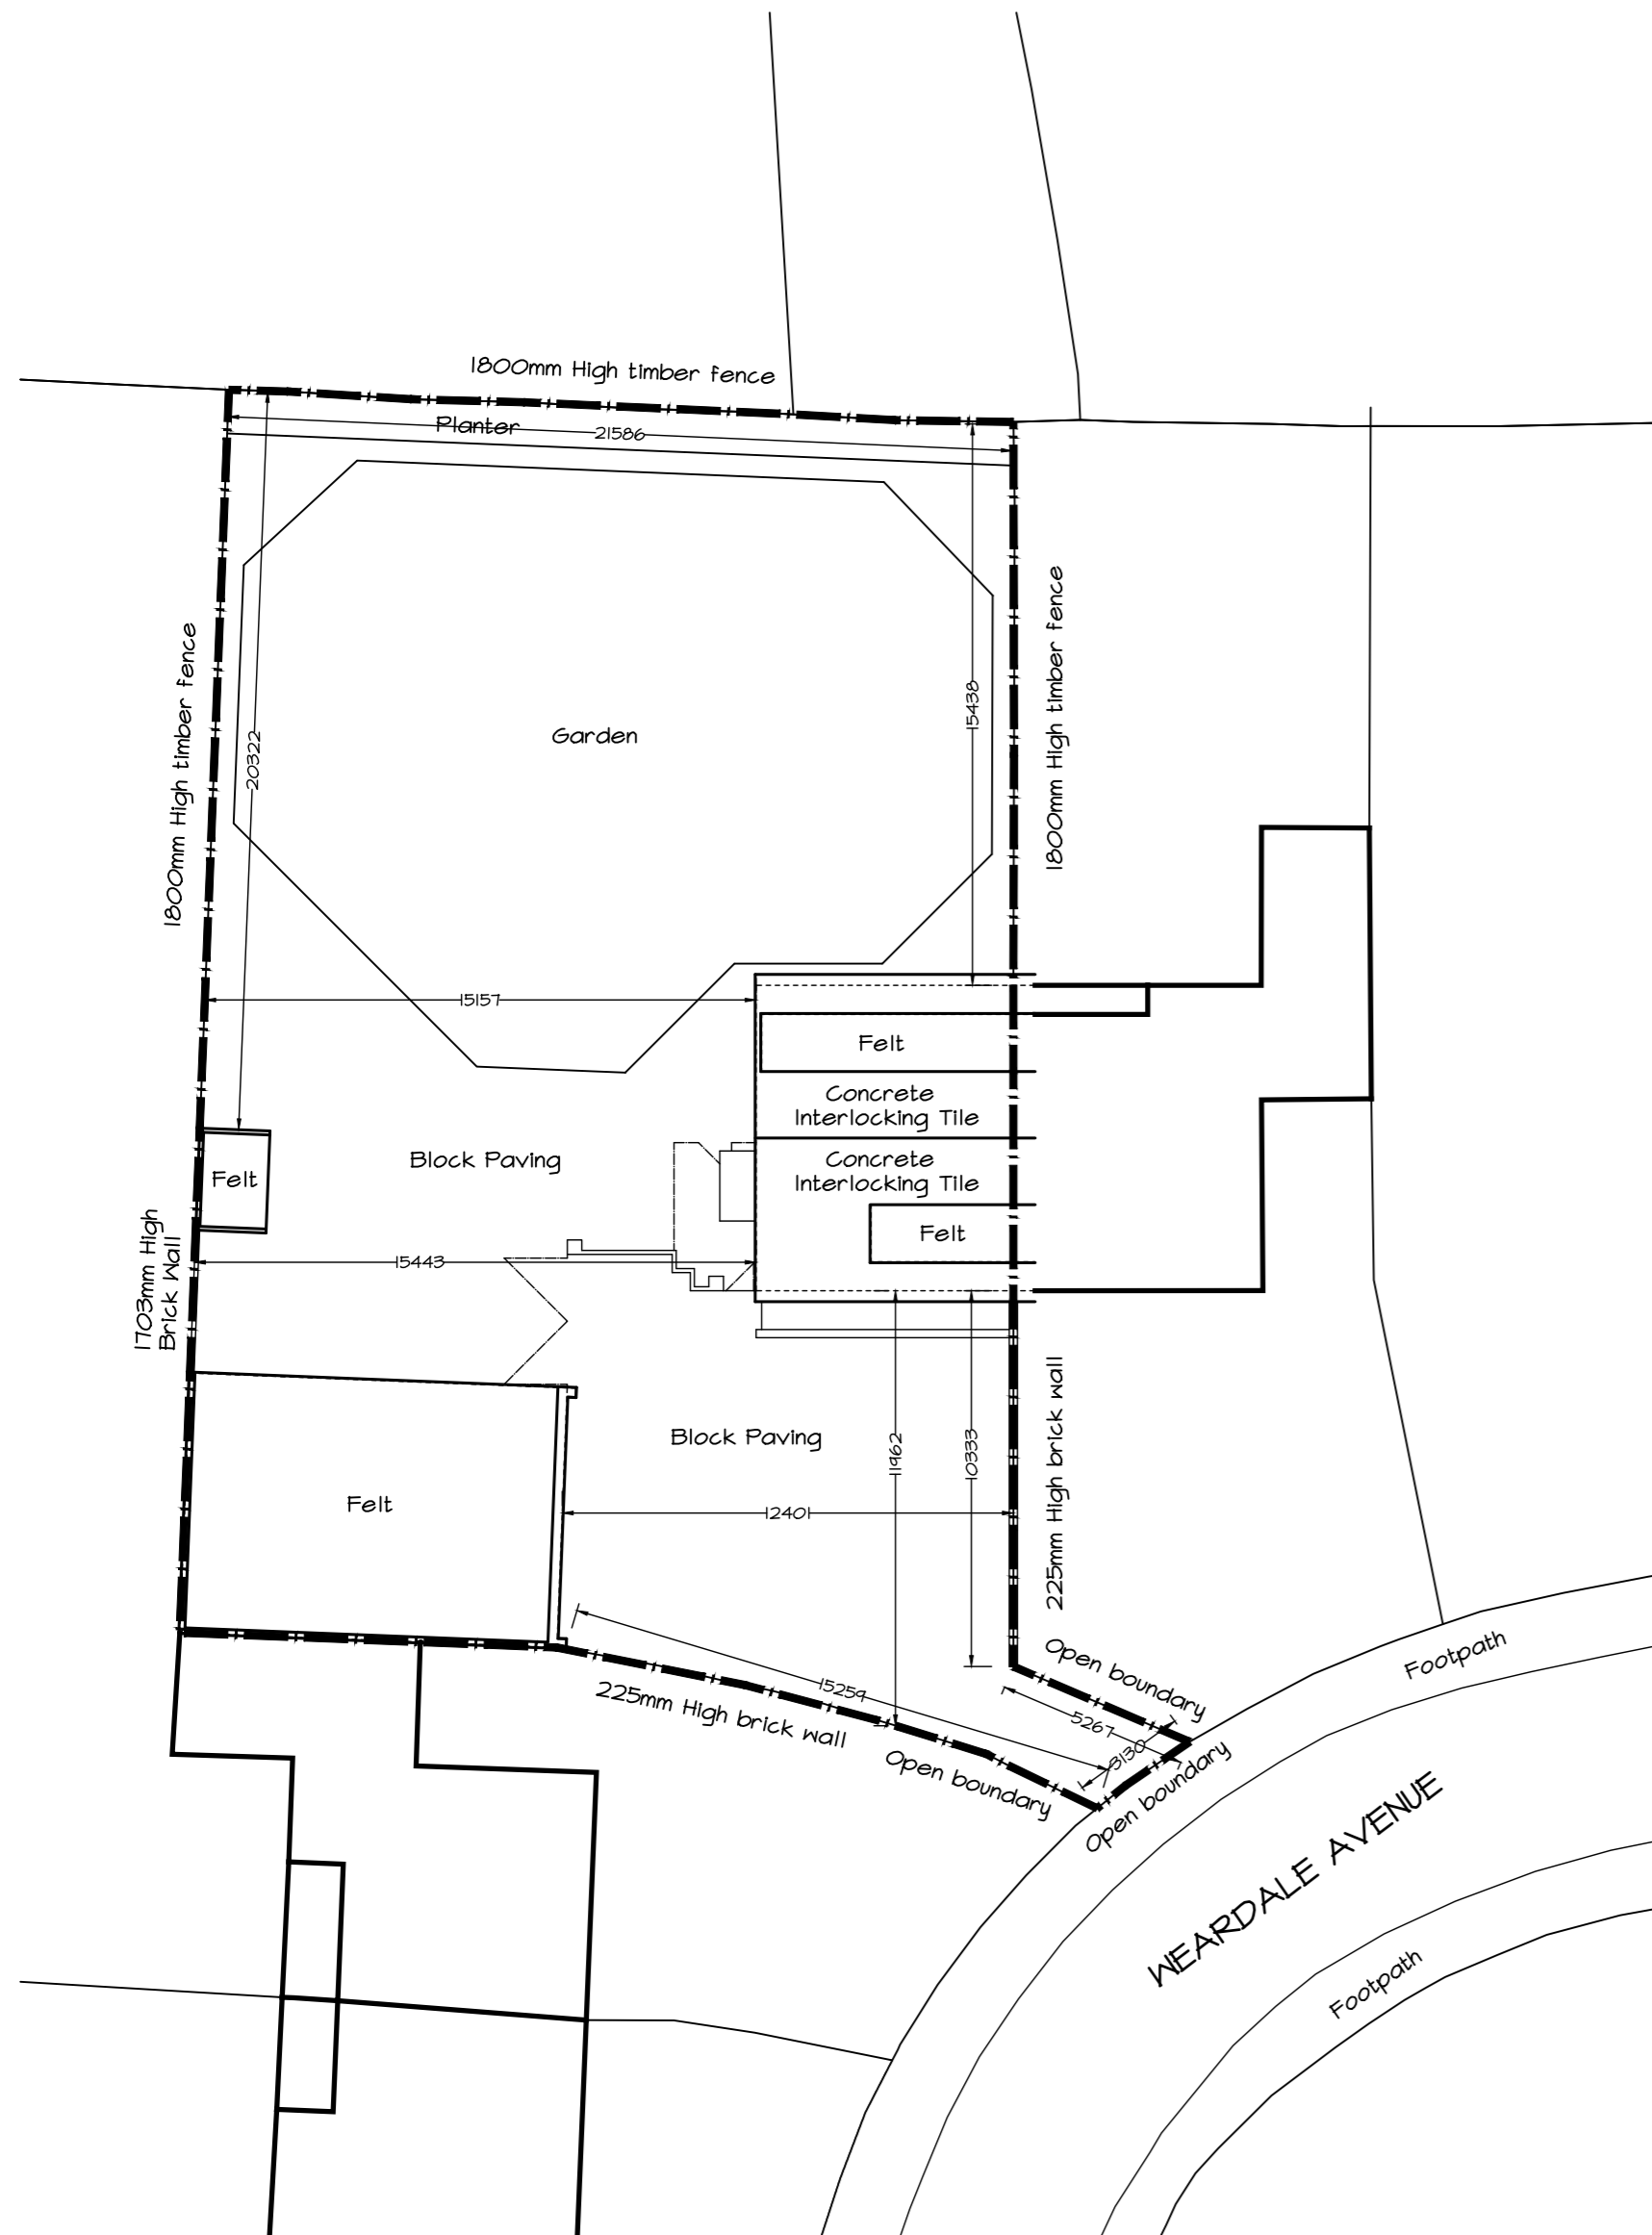 1800mm High timber fence
Planter
21586
1800mm High timber fence
20322
Garden
15438
1800mm High timber fence
15157
Felt
Concrete
Interlocking Tile
Block Paving
Concrete
Interlocking Tile
Felt
Felt
1703mm High
Brick Wall
15443
Block Paving
11962
10333
225mm High brick wall
Felt
12401
15259
225mm High brick wall
Open boundary
Open boundary
5267
3130
Open boundary
Footpath
WEARDALE AVENUE
Footpath